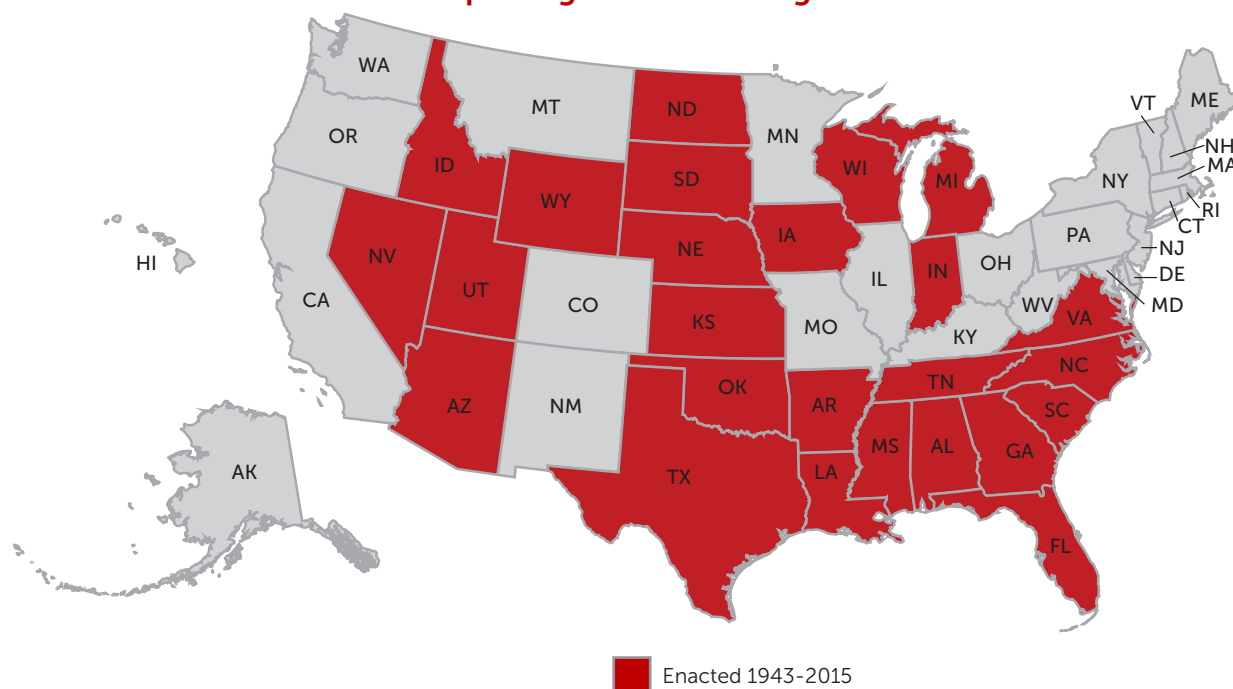 WA
MT
ND
MN
VT
ME
OR
ID
SD
WI
MI
NY
NH
MA
WY
RI
CT
IA
PA
NJ
HI
NV
NE
IN
OH
DE
UT
IL
MD
CA
CO
WV
VA
KS
MO
KY
NC
TN
OK
AZ
NM
AR
SC
MS
AL
GA
AK
TX
LA
FL
Enacted 1943-2015